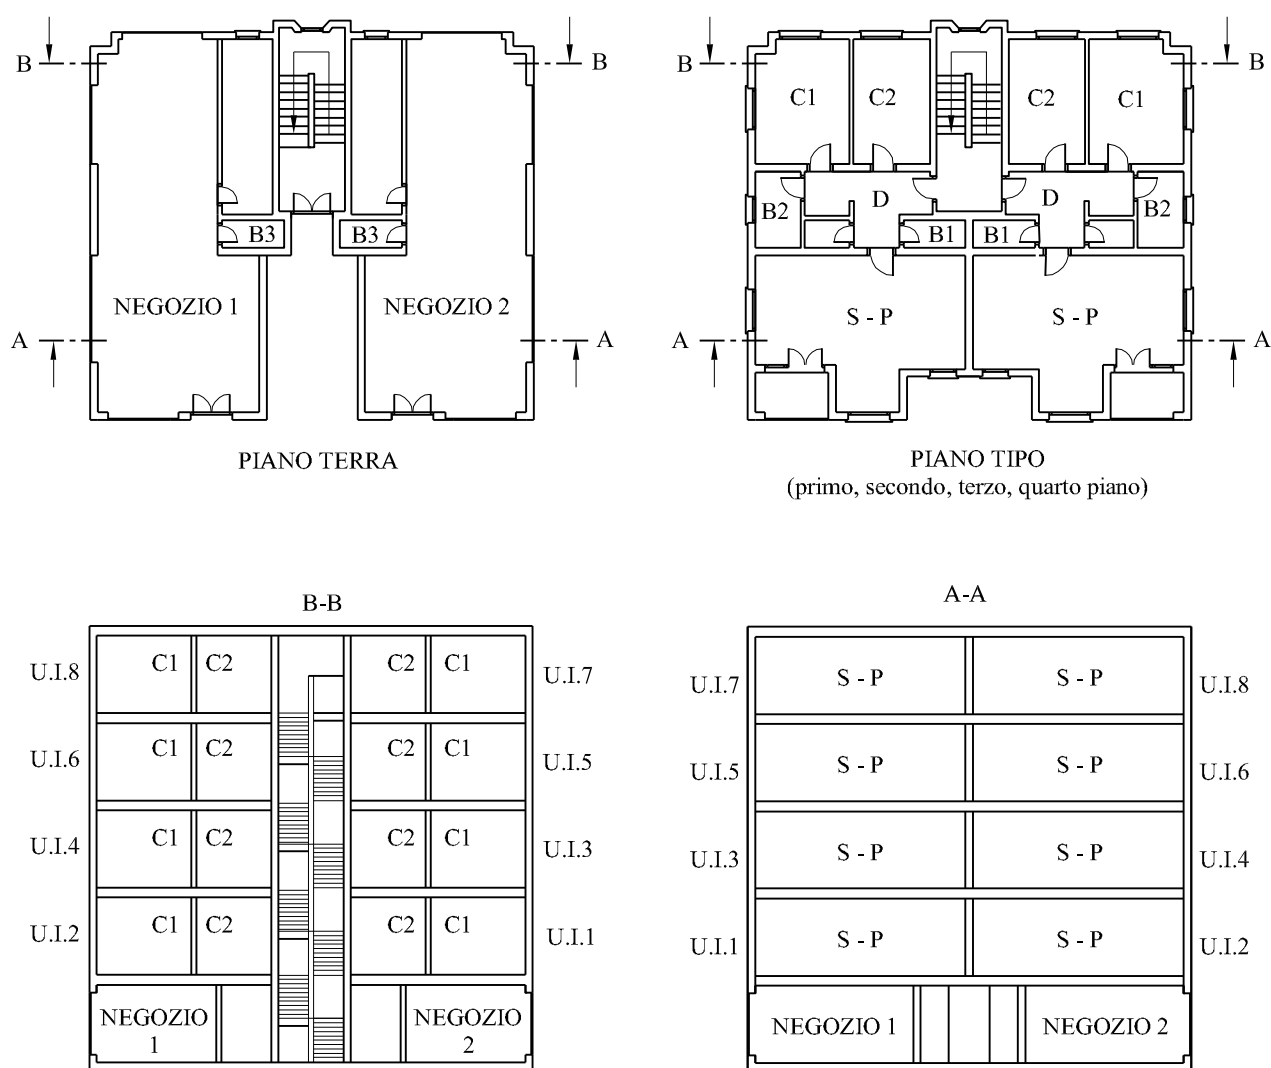 B
B
B3
B3
NEGOZIO 1
NEGOZIO 2
A
A
PIANO TERRA
B
B
C1
C2
C2
C1
D
D
B2
B2
B1
B1
S - P
S - P
A
A
PIANO TIPO
(primo, secondo, terzo, quarto piano)
B-B
U.I.8
C1
C2
C2
C1
U.I.7
U.I.6
C1
C2
C2
C1
U.I.5
U.I.4
C1
C2
C2
C1
U.I.3
U.I.2
C1
C2
C2
C1
U.I.1
NEGOZIO
1
NEGOZIO
2
A-A
U.I.7
S - P
S - P
U.I.8
U.I.5
S - P
S - P
U.I.6
U.I.3
S - P
S - P
U.I.4
U.I.1
S - P
S - P
U.I.2
NEGOZIO 1
NEGOZIO 2